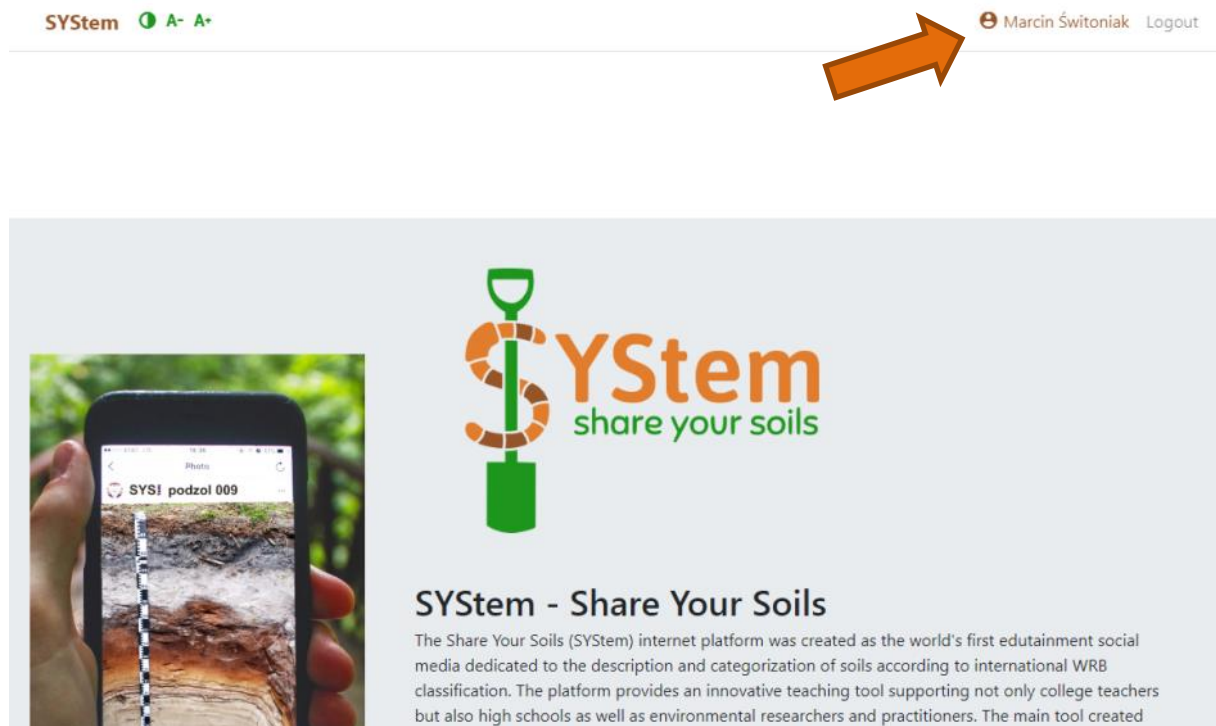 SYStem A- A+ Marcin Świtoniak Logout
SYStem
share your soils
Photo
SYS! podzol 009
SYStem - Share Your Soils
The Share Your Soils (SYStem) internet platform was created as the world's first edutainment social
media dedicated to the description and categorization of soils according to international WRB
classification. The platform provides an innovative teaching tool supporting not only college teachers
but also high schools as well as environmental researchers and practitioners. The main tool created